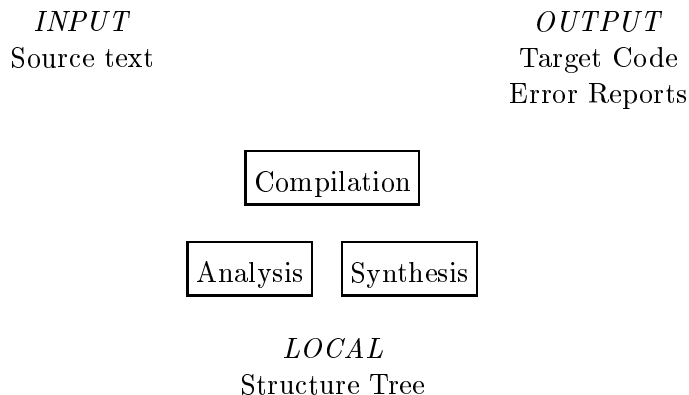 INPUT
Source text
OUTPUT
Target Code
Error Reports
Compilation
Analysis
Synthesis
LOCAL
Structure Tree